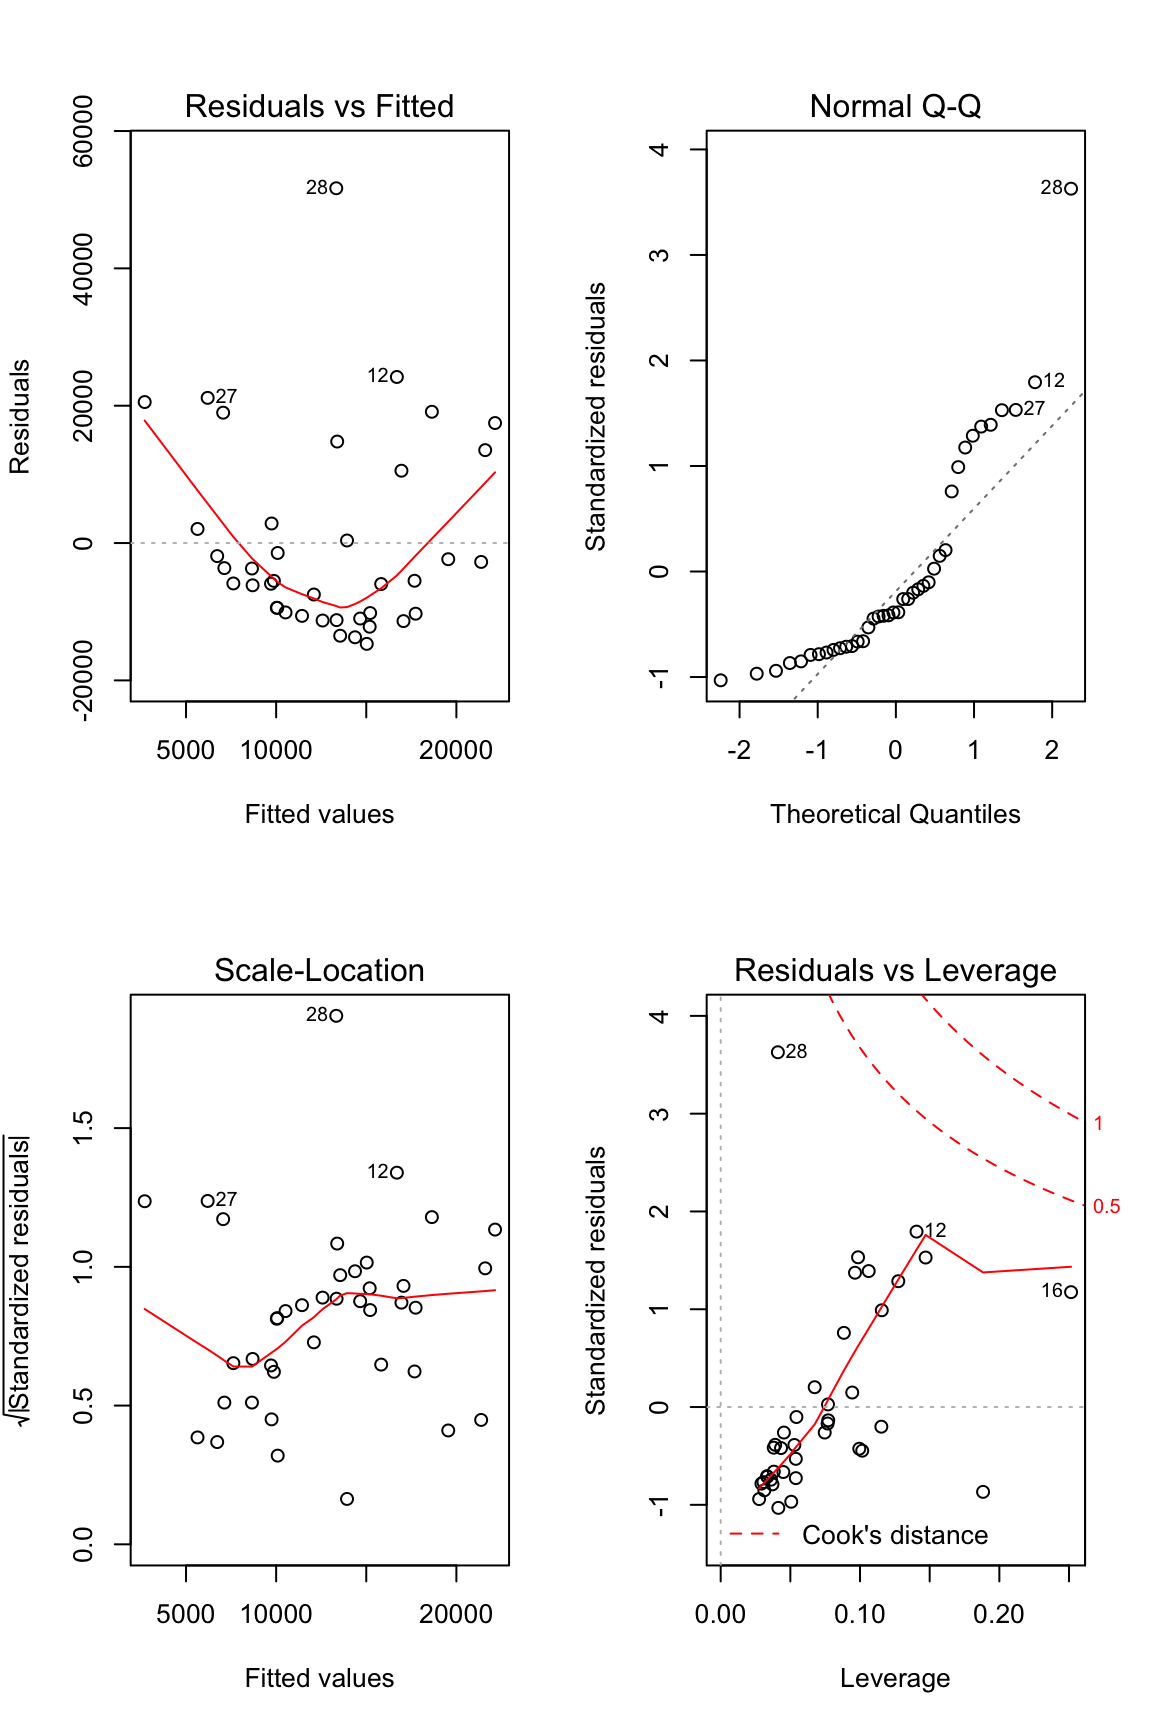 Residuals vs Fitted
60000
40000
20000
0
-20000
Residuals
28
12
27
5000 10000 20000
Fitted values
Normal Q-Q
4
3
2
1
0
-1
Standardized residuals
28
12
27
-2 -1 0 1 2
Theoretical Quantiles
Scale-Location
1.5
1.0
0.5
0.0
√|Standardized residuals|
28
12
27
5000 10000 20000
Fitted values
Residuals vs Leverage
4
3
2
1
0
-1
Standardized residuals
28
1
0.5
12
16
Cook's distance
0.00 0.10 0.20
Leverage